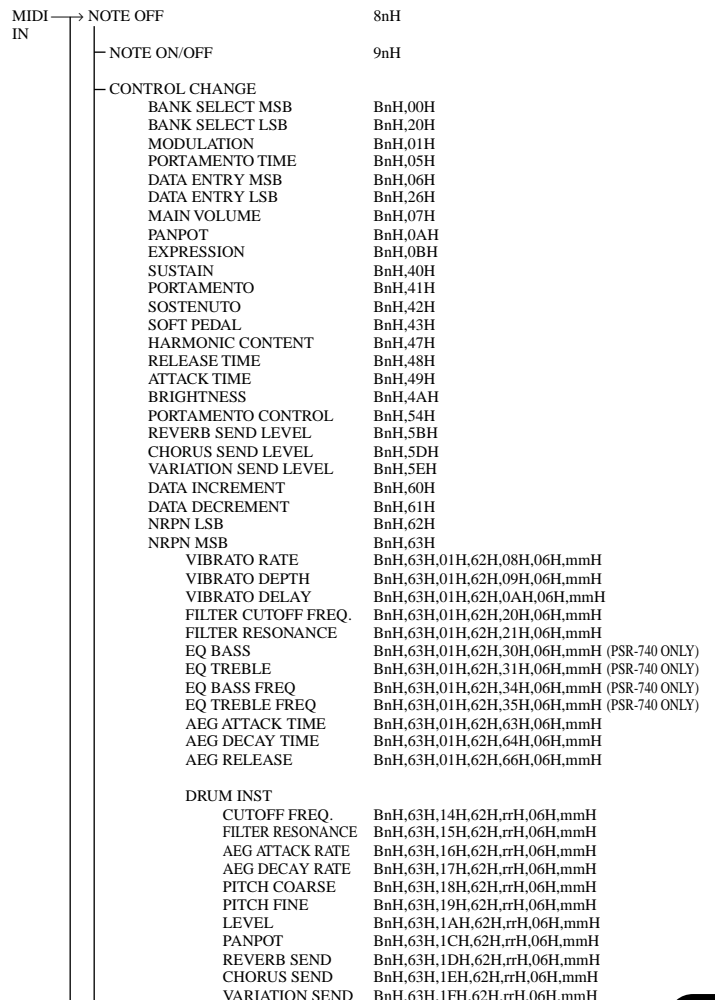 MIDI → NOTE OFF 8nH
IN
NOTE ON/OFF 9nH
CONTROL CHANGE
BANK SELECT MSB BnH,00H
BANK SELECT LSB BnH,20H
MODULATION BnH,01H
PORTAMENTO TIME BnH,05H
DATA ENTRY MSB BnH,06H
DATA ENTRY LSB BnH,26H
MAIN VOLUME BnH,07H
PANPOT BnH,0AH
EXPRESSION BnH,0BH
SUSTAIN BnH,40H
PORTAMENTO BnH,41H
SOSTENUTO BnH,42H
SOFT PEDAL BnH,43H
HARMONIC CONTENT BnH,47H
RELEASE TIME BnH,48H
ATTACK TIME BnH,49H
BRIGHTNESS BnH,4AH
PORTAMENTO CONTROL BnH,54H
REVERB SEND LEVEL BnH,5BH
CHORUS SEND LEVEL BnH,5DH
VARIATION SEND LEVEL BnH,5EH
DATA INCREMENT BnH,60H
DATA DECREMENT BnH,61H
NRPN LSB BnH,62H
NRPN MSB BnH,63H
VIBRATO RATE BnH,63H,01H,62H,08H,06H,mmH
VIBRATO DEPTH BnH,63H,01H,62H,09H,06H,mmH
VIBRATO DELAY BnH,63H,01H,62H,0AH,06H,mmH
FILTER CUTOFF FREQ. BnH,63H,01H,62H,20H,06H,mmH
FILTER RESONANCE BnH,63H,01H,62H,21H,06H,mmH
EQ BASS BnH,63H,01H,62H,30H,06H,mmH (PSR-740 ONLY)
EQ TREBLE BnH,63H,01H,62H,31H,06H,mmH (PSR-740 ONLY)
EQ BASS FREQ BnH,63H,01H,62H,34H,06H,mmH (PSR-740 ONLY)
EQ TREBLE FREQ BnH,63H,01H,62H,35H,06H,mmH (PSR-740 ONLY)
AEG ATTACK TIME BnH,63H,01H,62H,63H,06H,mmH
AEG DECAY TIME BnH,63H,01H,62H,64H,06H,mmH
AEG RELEASE BnH,63H,01H,62H,66H,06H,mmH
DRUM INST
CUTOFF FREQ. BnH,63H,14H,62H,rrH,06H,mmH
FILTER RESONANCE BnH,63H,15H,62H,rrH,06H,mmH
AEG ATTACK RATE BnH,63H,16H,62H,rrH,06H,mmH
AEG DECAY RATE BnH,63H,17H,62H,rrH,06H,mmH
PITCH COARSE BnH,63H,18H,62H,rrH,06H,mmH
PITCH FINE BnH,63H,19H,62H,rrH,06H,mmH
LEVEL BnH,63H,1AH,62H,rrH,06H,mmH
PANPOT BnH,63H,1CH,62H,rrH,06H,mmH
REVERB SEND BnH,63H,1DH,62H,rrH,06H,mmH
CHORUS SEND BnH,63H,1EH,62H,rrH,06H,mmH
VARIATION SEND BnH,63H,1FH,62H,rrH,06H,mmH